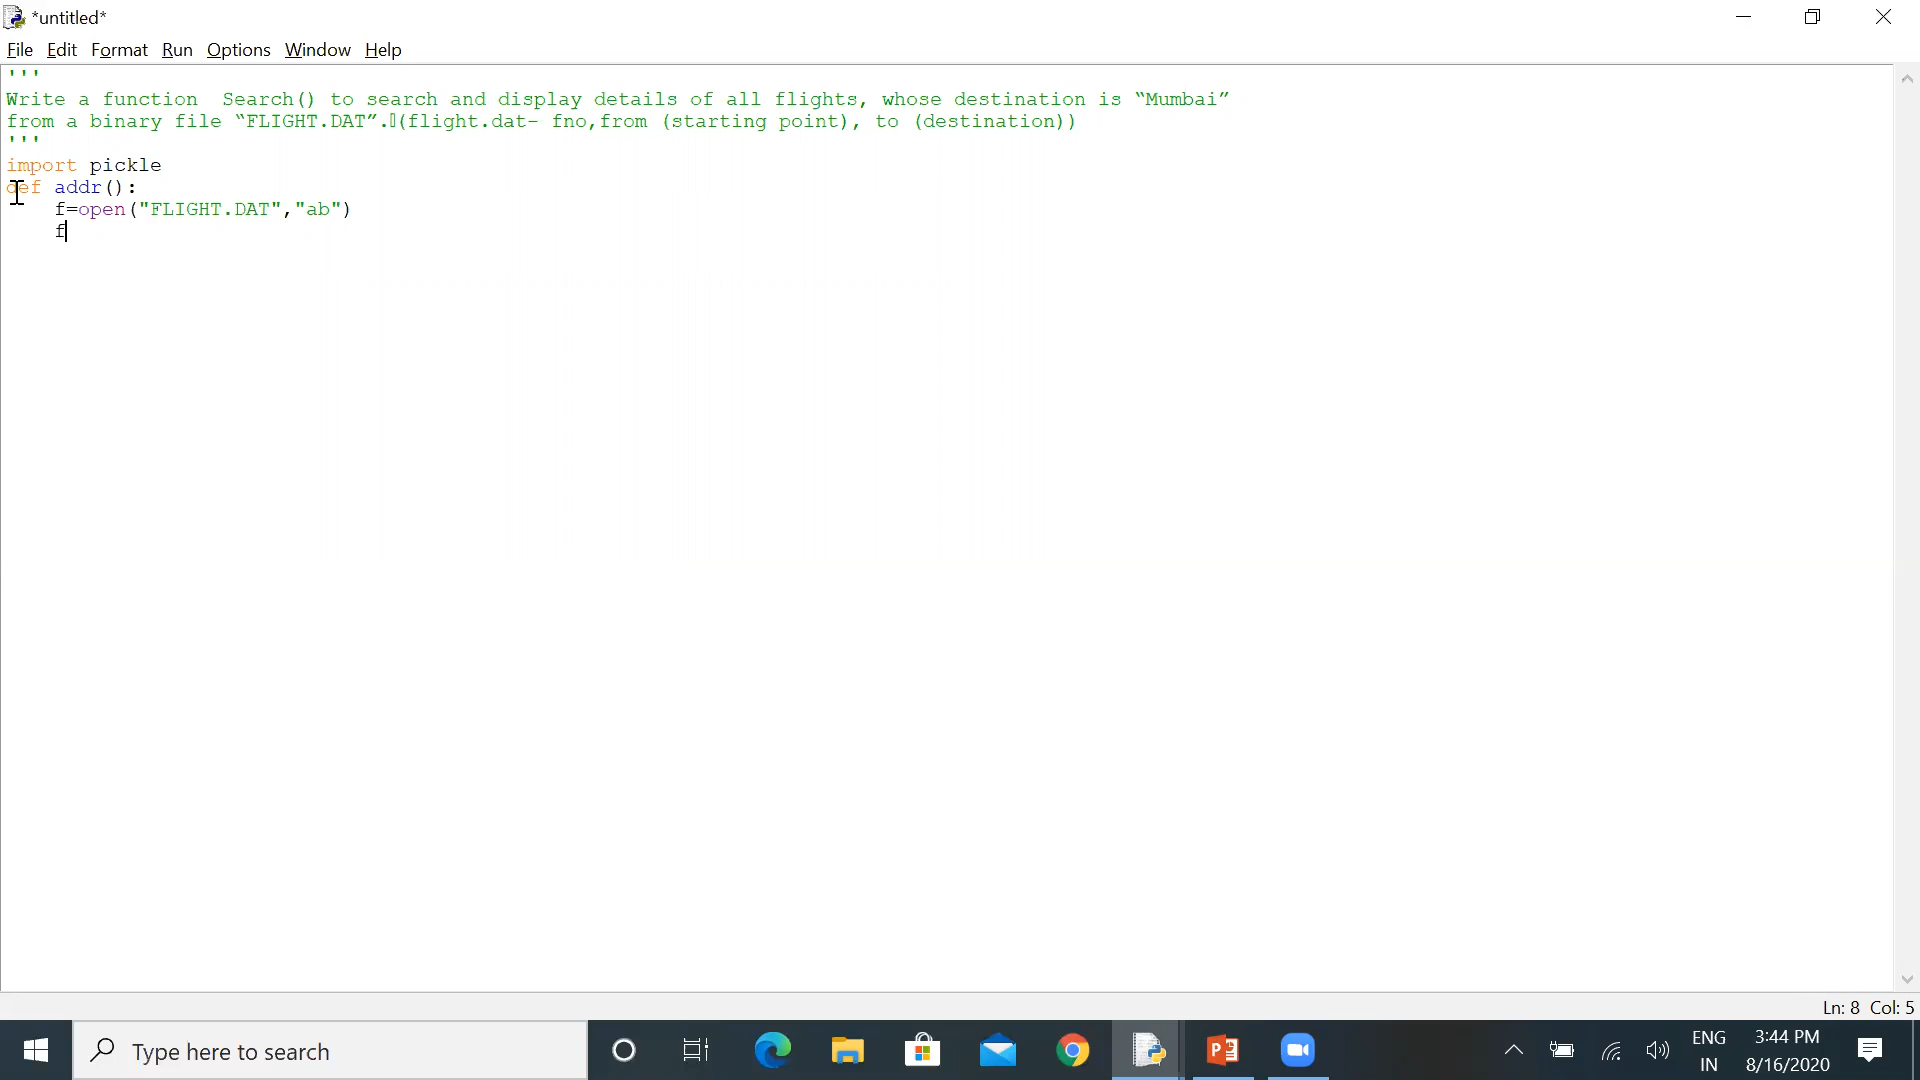 *untitled*
File Edit Format Run Options Window Help
'''
Write a function  Search() to search and display details of all flights, whose destination is “Mumbai”
from a binary file “FLIGHT.DAT”.(flight.dat- fno,from (starting point), to (destination))
'''
import pickle
def addr():
    f=open("FLIGHT.DAT","ab")
    f
Ln: 8 Col: 5
Type here to search
ENG
IN
3:44 PM
8/16/2020